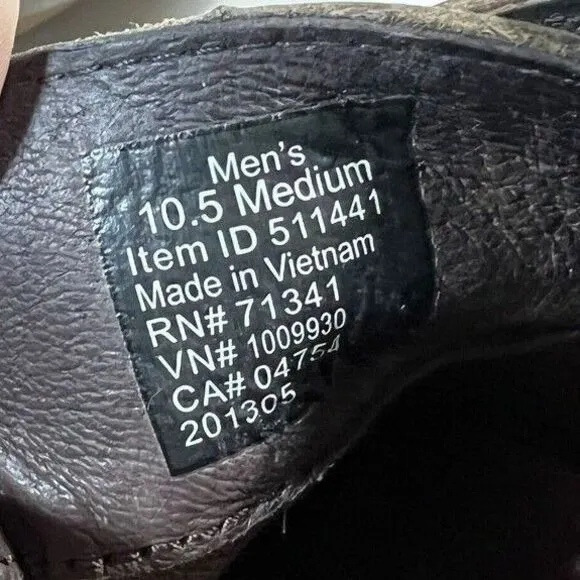 Men's
10.5 Medium
Item ID 511441
Made in Vietnam
RN# 71341
VN# 1009930
CA# 04754
201305